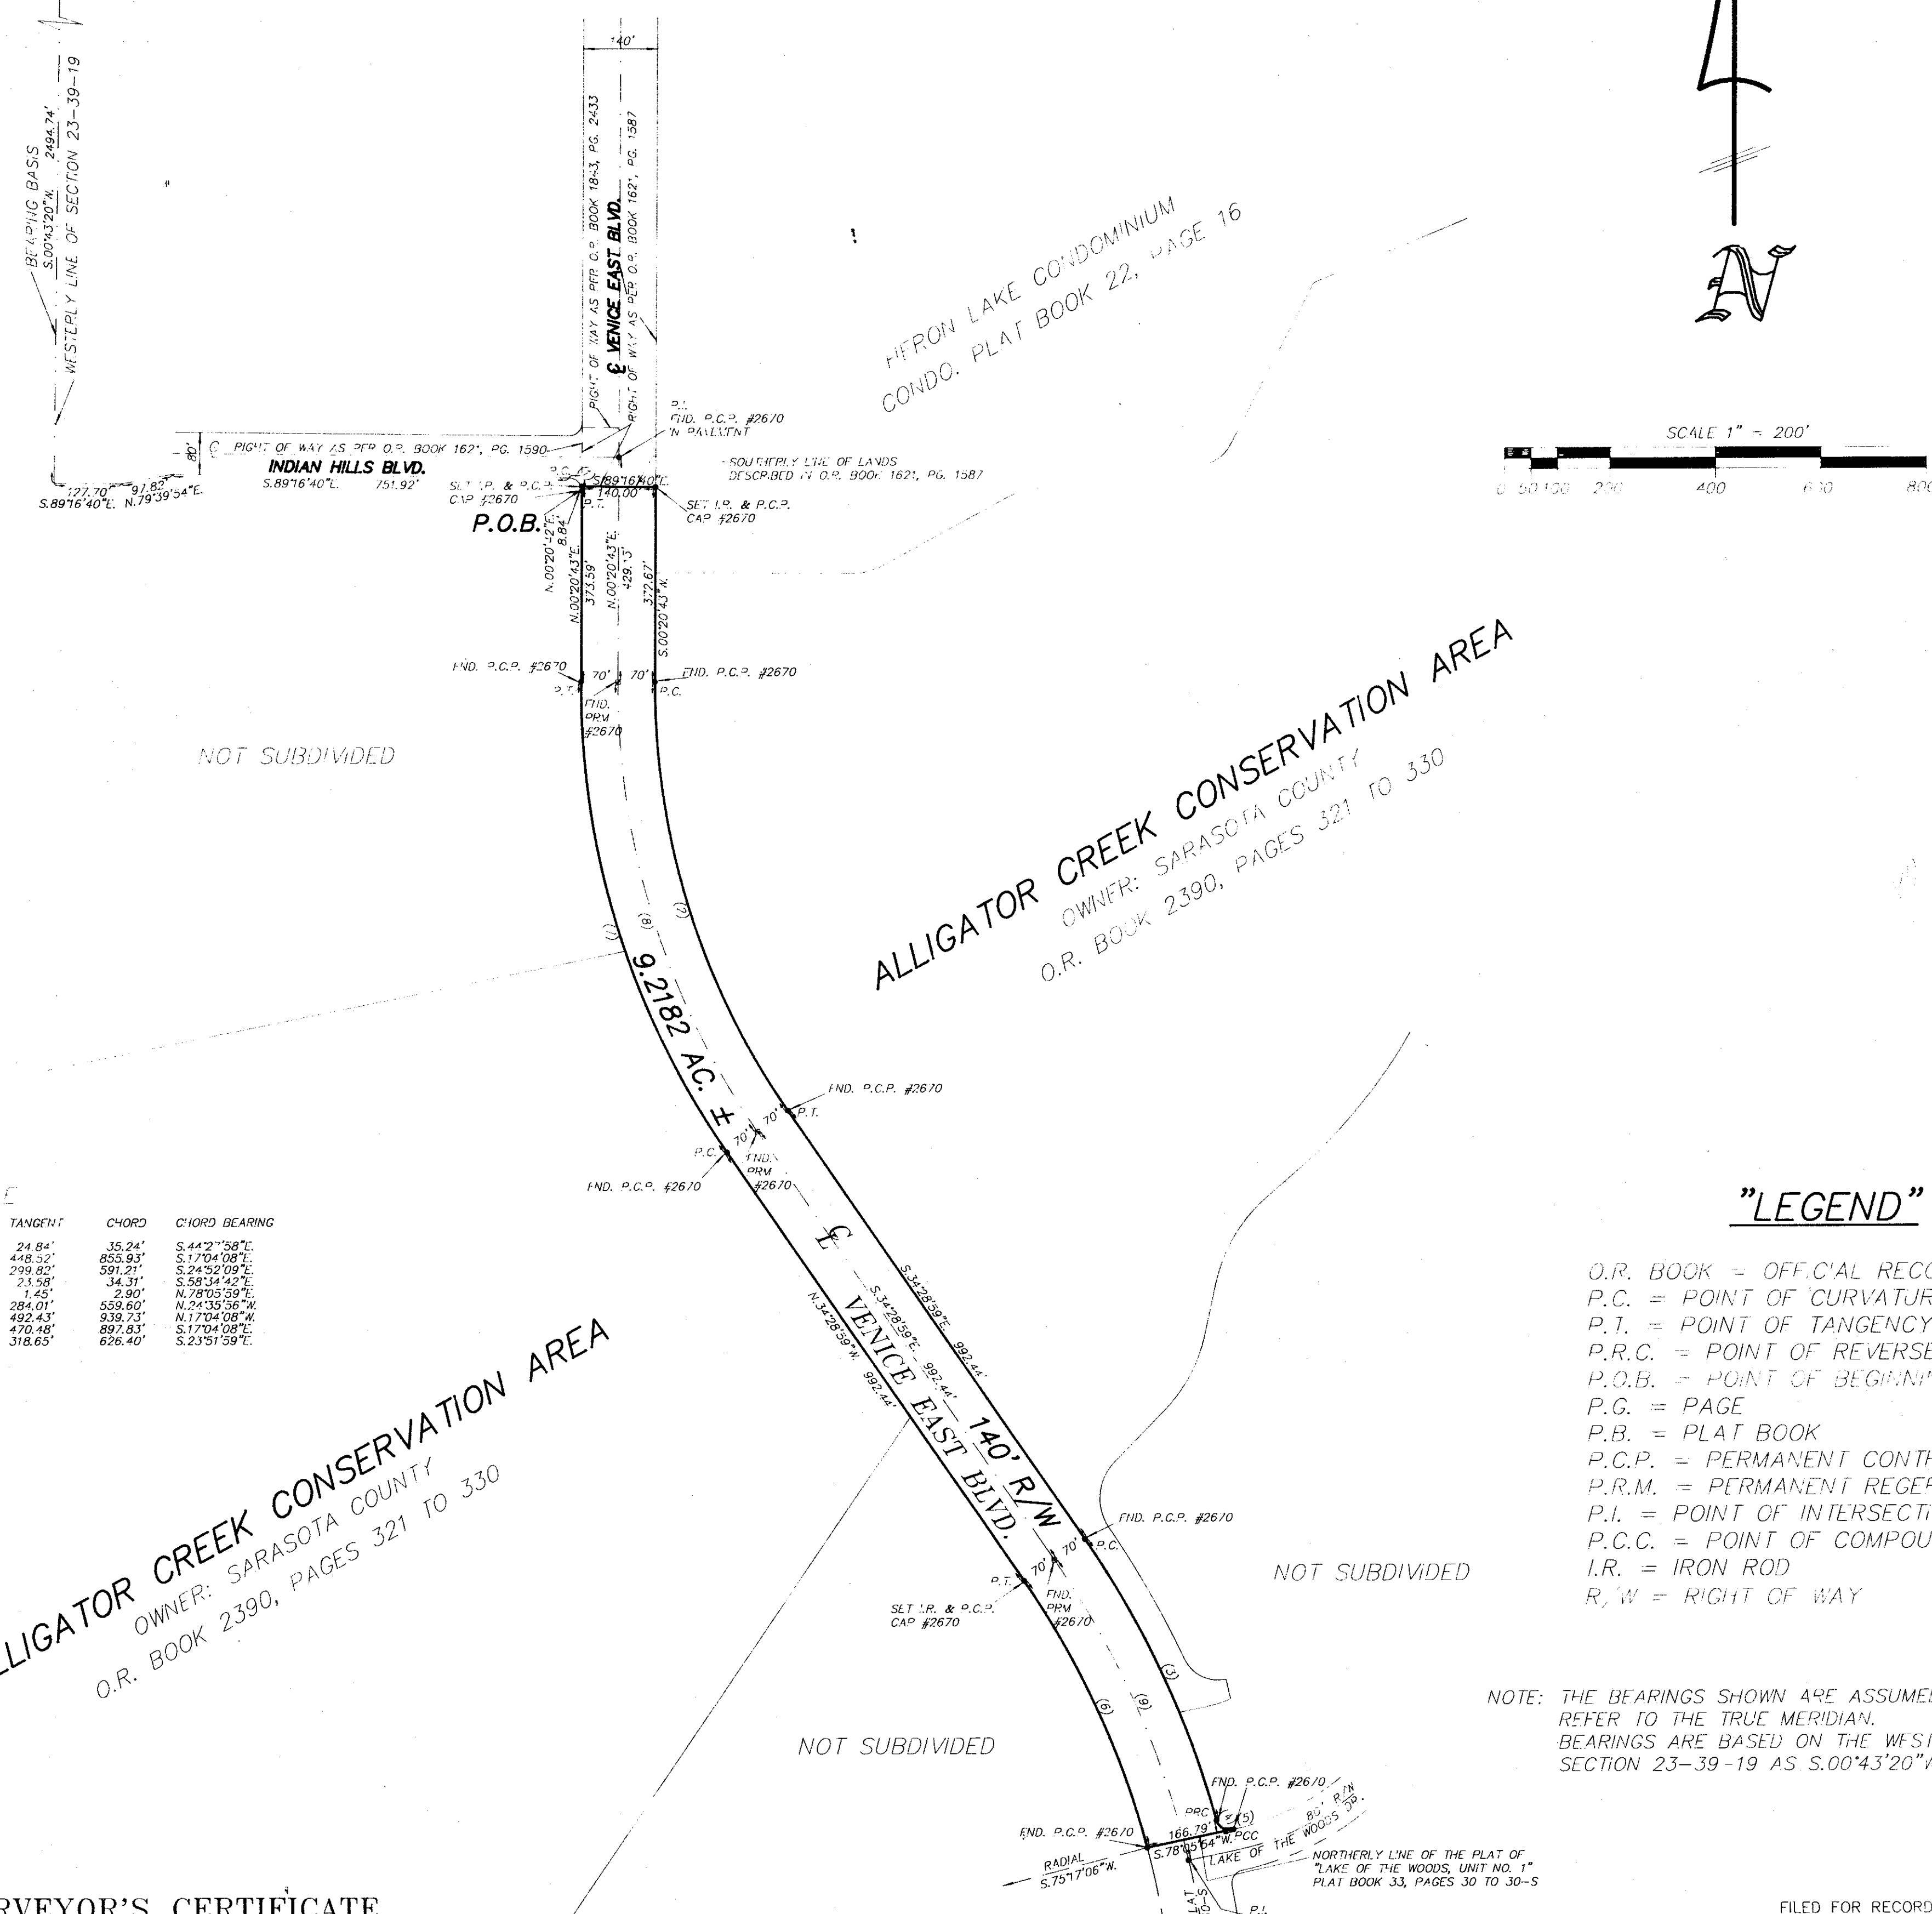 BEARING BASIS
S.00°43'20"W. 2494.74'
WESTERLY LINE OF SECTION 23-39-19
140'
RIGHT OF WAY AS PER O.R. BOOK 1843, PG. 2433
℄ VENICE EAST BLVD.
RIGHT OF WAY AS PER O.R. BOOK 1621, PG. 1587
HERON LAKE CONDOMINIUM
CONDO. PLAT BOOK 22, PAGE 16
N
SCALE 1" = 200'
0 50 100 200 400 600 800
P.I.
FND. P.C.P. #2670
IN PAVEMENT
80'
RIGHT OF WAY AS PER O.R. BOOK 1621, PG. 1590
INDIAN HILLS BLVD.
S.89°16'40"E. 751.92'
127.70' 97.82'
S.89°16'40"E. N.79°39'54"E.
SOUTHERLY LINE OF LANDS
DESCRIBED IN O.R. BOOK 1621, PG. 1587
P.C.
SET I.R. & P.C.P.
CAP #2670
S.89°16'40"E.
140.00'
P.T.
SET I.R. & P.C.P.
CAP #2670
P.O.B.
8.84'
N.00°20'43"E.
373.59'
N.00°20'43"E.
429.13'
372.67'
S.00°20'43"W.
FND. P.C.P. #2670
70' 70'
FND. P.C.P. #2670
P.T.
P.C.
FND.
PRM
#2670
NOT SUBDIVIDED
ALLIGATOR CREEK CONSERVATION AREA
OWNER: SARASOTA COUNTY
O.R. BOOK 2390, PAGES 321 TO 330
(1)
(8)
9.2182 AC. ±
FND. P.C.P. #2670
P.T.
70' 70'
P.C.
FND.
PRM
#2670
FND. P.C.P. #2670
TANGENT CHORD CHORD BEARING
24.84' 35.24'
448.52' 855.93' S.17°04'08"E.
299.82' 591.21' S.24°52'09"E.
23.58' 34.31' S.58°34'42"E.
1.45' 2.90' N.78°05'59"E.
284.01' 559.60' N.24°35'56"W.
492.43' 939.73' N.17°04'08"W.
470.48' 897.83' S.17°04'08"E.
318.65' 626.40' S.23°51'59"E.
℄
S.34°28'59"E. 992.44'
S.34°28'59"E. 992.44'
N.34°28'59"W. 992.44'
VENICE EAST BLVD.
140' R/W
"LEGEND"
O.R. BOOK = OFFICIAL
P.C. = POINT OF
P.T. = POINT OF TANGENCY
P.R.C. = POINT OF REVERSE
P.O.B. = POINT OF
P.G. = PAGE
P.B. = PLAT BOOK
P.C.P. = PERMANENT
P.R.M. = PERMANENT
P.I. = POINT OF
P.C.C. = POINT OF
I.R. = IRON ROD
R/W = RIGHT OF WAY
ALLIGATOR CREEK CONSERVATION AREA
OWNER: SARASOTA COUNTY
O.R. BOOK 2390, PAGES 321 TO 330
FND. P.C.P. #2670
P.C.
70' 70'
P.T.
FND.
PRM
#2670
SET I.R. & P.C.P.
CAP #2670
NOT SUBDIVIDED
(3)
(6)
(9)
NOT SUBDIVIDED
NOTE: THE BEARINGS SHOWN ARE
REFER TO THE TRUE MERIDIAN.
BEARINGS ARE BASED ON THE
SECTION 23-39-19 AS S.00°43'20"W
FND. P.C.P. #2670
PRC
(5)
FND. P.C.P. #2670
166.79'
S.78°05'54"W. PCC
80' R/W
LAKE OF THE WOODS DR.
RADIAL
S.75°17'06"W.
NORTHERLY LINE OF THE PLAT OF
"LAKE OF THE WOODS, UNIT NO. 1"
PLAT BOOK 33, PAGES 30 TO 30-S
P.I.
CERTIFICATE
FILED FOR RECORD